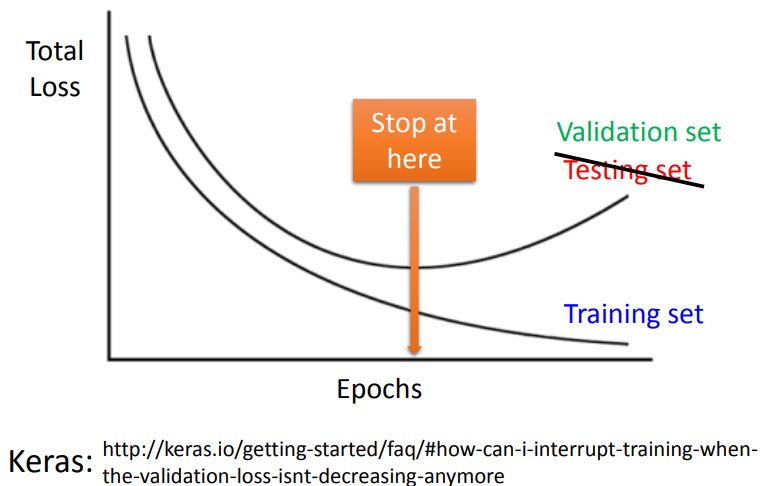 Total
Loss
Stop at
here
Validation set
Testing set
Training set
Epochs
Keras:
http://keras.io/getting-started/faq/#how-can-i-interrupt-training-when-
the-validation-loss-isnt-decreasing-anymore